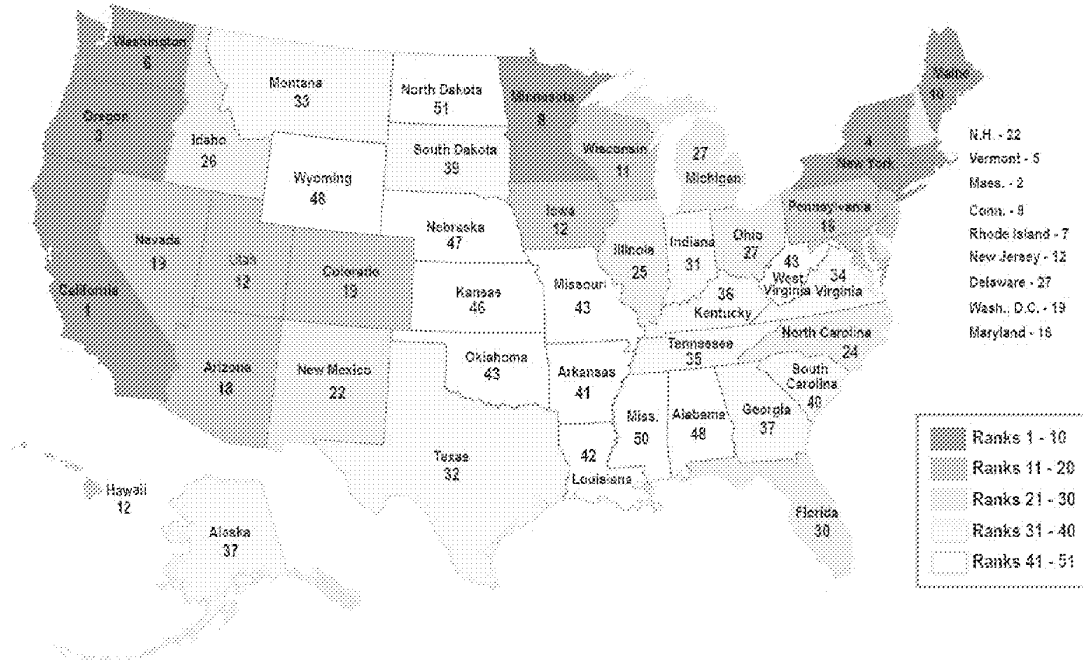 Washington
6
Oregon
3
California
1
Montana
33
Idaho
26
Wyoming
48
Nevada
19
Utah
12
Colorado
19
Arizona
18
New Mexico
22
North Dakota
51
South Dakota
39
Nebraska
47
Kansas
46
Oklahoma
43
Texas
32
Minnesota
Iowa
12
Missouri
43
Arkansas
41
42
Louisiana
Wisconsin
11
Illinois
25
27
Michigan
Indiana
31
Ohio
27
36
Kentucky
Tennessee
35
Miss.
50
Alabama
48
Georgia
37
Florida
30
South
Carolina
40
North Carolina
24
43
West
Virginia
34
Virginia
Pennsylvania
New York
Maine
10
Hawaii
12
Alaska
37
N.H. - 22
Vermont - 5
Mass. - 2
Conn. -
Rhode Island - 7
New Jersey - 12
Delaware - 27
Wash., D.C. - 19
Maryland -
Ranks 1 - 10
Ranks 11 - 20
Ranks 21 - 30
Ranks 31 - 40
Ranks 41 - 51